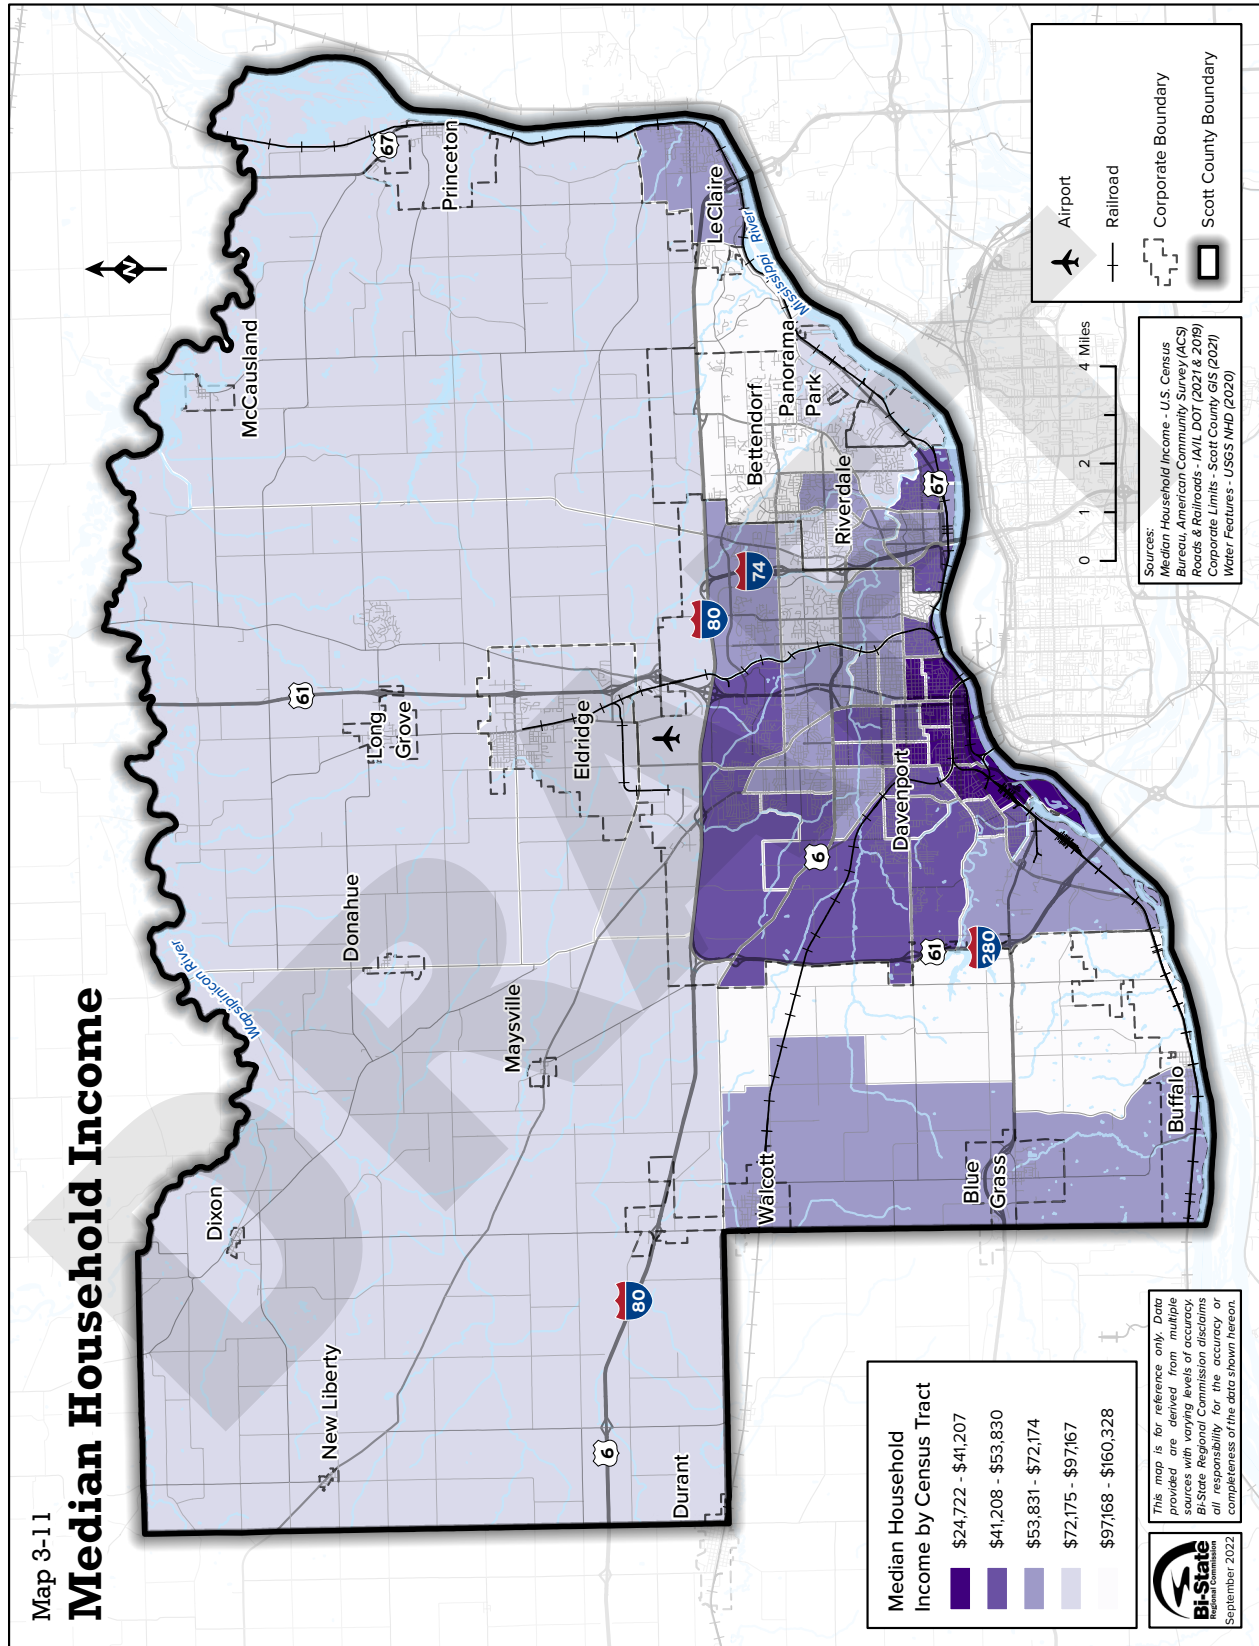 Map 3-11
Median Household Income
N
Wapsipinicon River
Mississippi River
Dixon
New Liberty
Donahue
Maysville
Long
Grove
McCausland
Princeton
Eldridge
LeClaire
Bettendorf
Panorama
Park
Riverdale
Davenport
Durant
Walcott
Blue
Grass
Buffalo
67
61
80
74
80
6
6
61
280
67
DRAFT
Median Household
Income by Census Tract
$24,722 - $41,207
$41,208 - $53,830
$53,831 - $72,174
$72,175 - $97,167
$97,168 - $160,328
Bi-State
Regional Commission
September 2022
This map is for reference only. Data
provided are derived from multiple
sources with varying levels of accuracy.
Bi-State Regional Commission disclaims
all responsibility for the accuracy or
completeness of the data shown hereon.
0 1 2 4 Miles
Sources:
Median Household Income - U.S. Census
Bureau, American Community Survey (ACS)
Roads & Railroads - IA/IL DOT (2021 & 2019)
Corporate Limits - Scott County GIS (2021)
Water Features - USGS NHD (2020)
Airport
Railroad
Corporate Boundary
Scott County Boundary